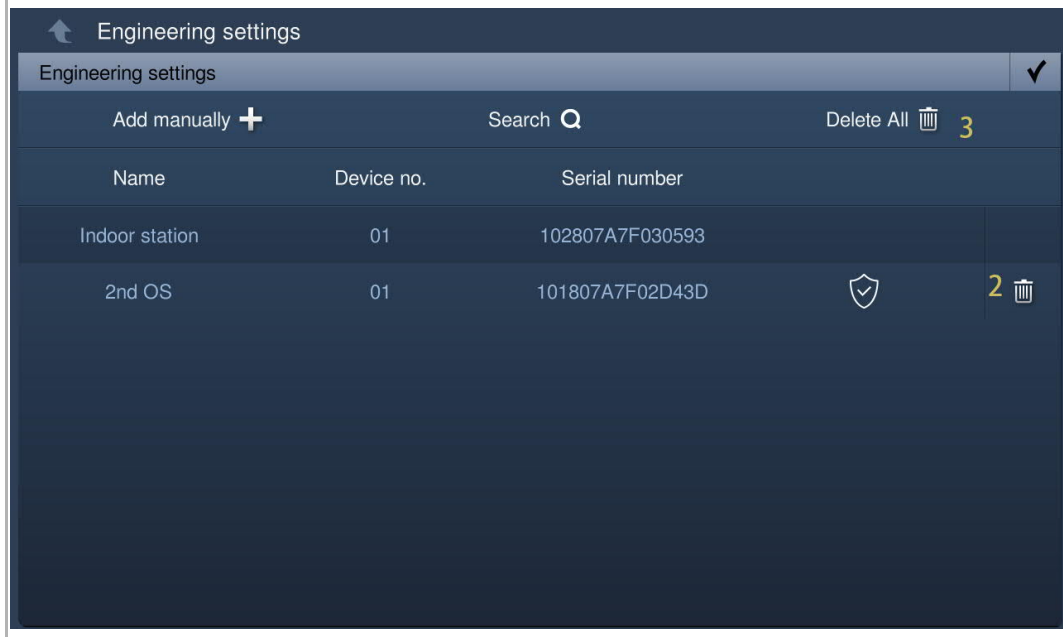 Engineering settings
Engineering settings
Add manually Search Delete All 3
Name Device no. Serial number
Indoor station 01 102807A7F030593
2nd OS 01 101807A7F02D43D 2